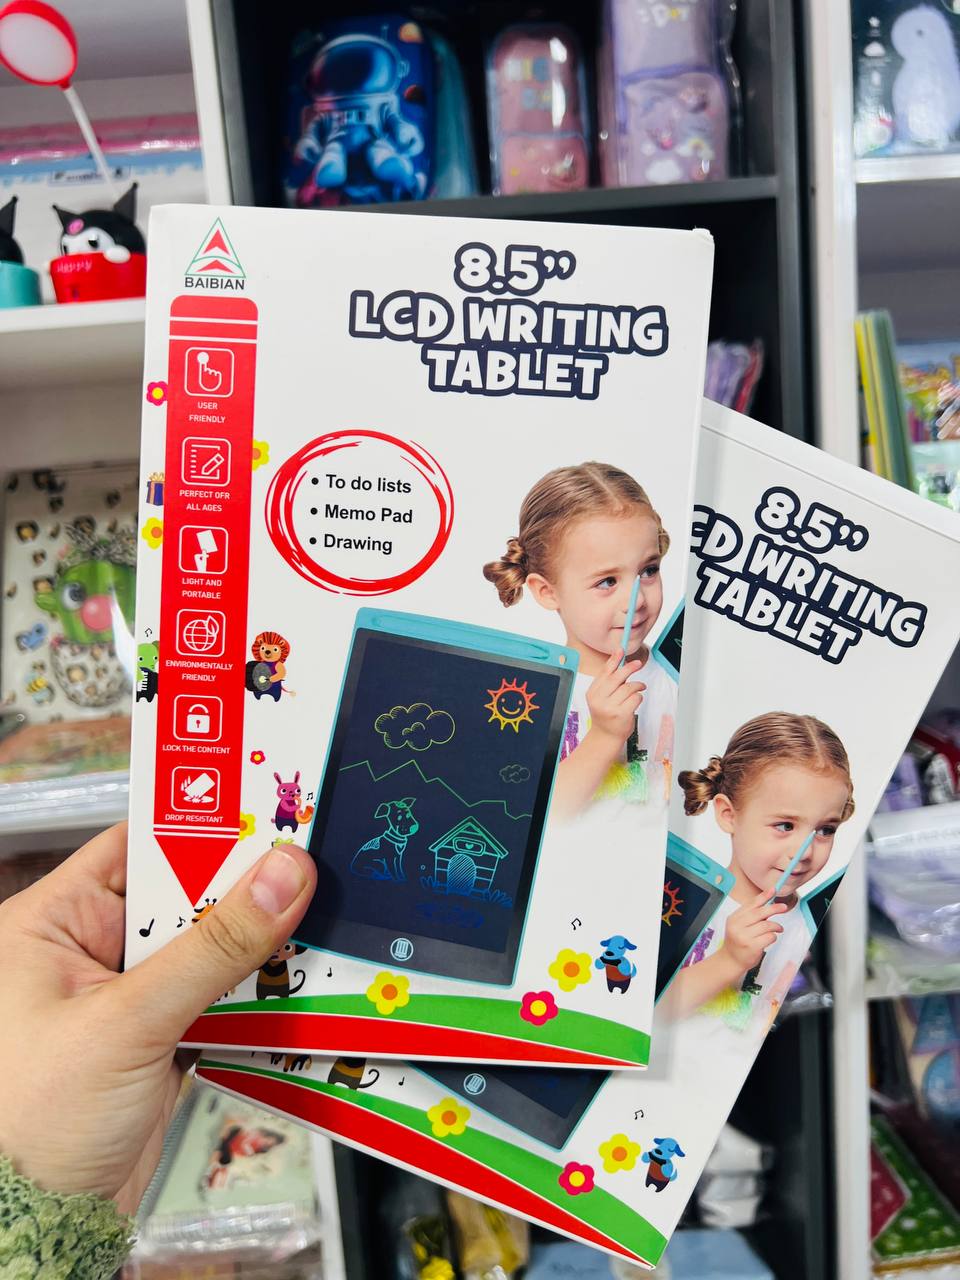 BAIBIAN
8.5”
LCD WRITING
TABLET
USER
FRIENDLY
PERFECT OFR
ALL AGES
LIGHT AND
PORTABLE
ENVIRONMENTALLY
FRIENDLY
LOCK THE CONTENT
DROP RESISTANT
• To do lists
• Memo Pad
• Drawing
8.5”
CD WRITING
TABLET
Happy